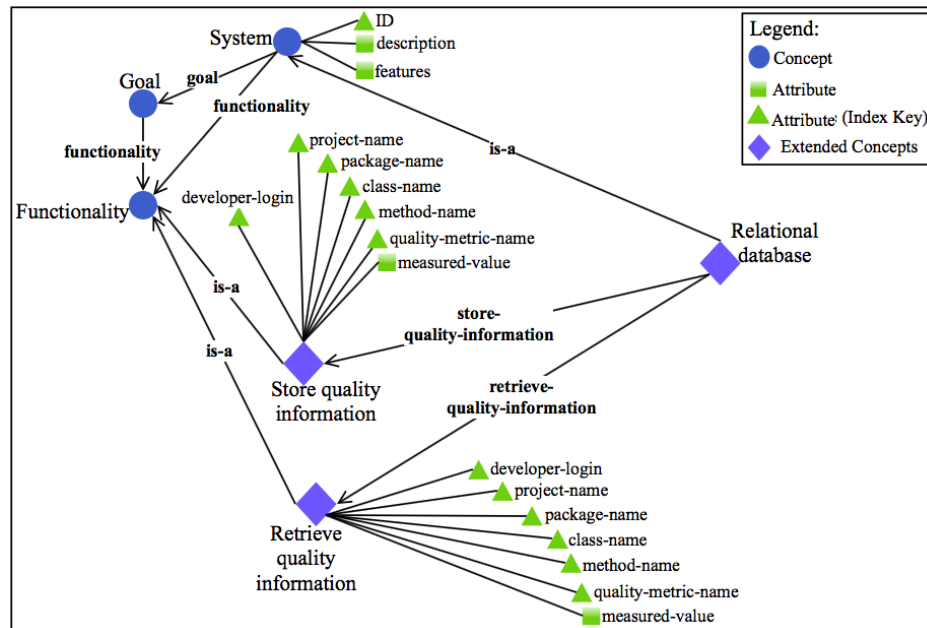 System
ID
description
features
Legend:
Concept
Attribute
Attribute: (Index Key)
Extended Concepts
Goal
goal
functionality
functionality
Functionality
is-a
project-name
package-name
class-name
method-name
quality-metric-name
measured-value
developer-login
Relational
database
is-a
store-
quality-information
is-a
Store quality
information
retrieve-
quality-information
developer-login
project-name
package-name
class-name
method-name
quality-metric-name
measured-value
Retrieve
quality
information